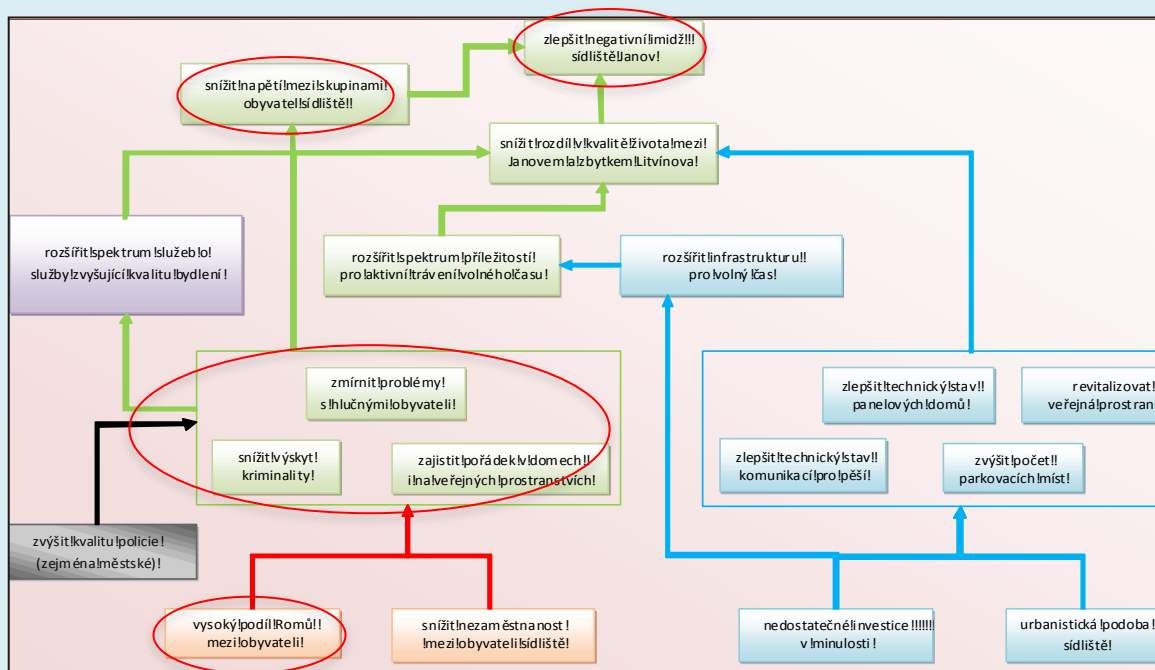 zlepšit!negativní!imidž!!!
sídliště!Janov!
snížit!napětí!mezi!skupinami!
obyvatel!sídliště!!
snížit!rozdíl!v!kvalitě!života!mezi!
Janovem!a!zbytkem!Litvínova!
rozšířit!spektrum!služeb!o!
služby!zvyšující!kvalitu!bydlení!
rozšířit!spektrum!příležitostí!
pro!aktivní!trávení!volného!času!
rozšířit!infrastrukturu!!
pro!volný!čas!
zmírnit!problémy!
s!hlučnými!obyvateli!
snížit!výskyt!
kriminality!
zajistit!pořádek!v!domech!!
i!na!veřejných!prostranstvích!
zlepšit!technický!stav!!
panelových!domů!
revitalizovat!
veřejná!prostran
zlepšit!technický!stav!!
komunikací!pro!pěší!
zvýšit!počet!!
parkovacích!míst!
zvýšit!kvalitu!policie!
(zejména!městské)!
vysoký!podíl!Romů!!
mezi!obyvateli!
snížit!nezaměstnanost!
!mezi!obyvateli!sídliště!
nedostatečné!investice!!!!!!!
v!minulosti!
urbanistická!podoba!
sídliště!